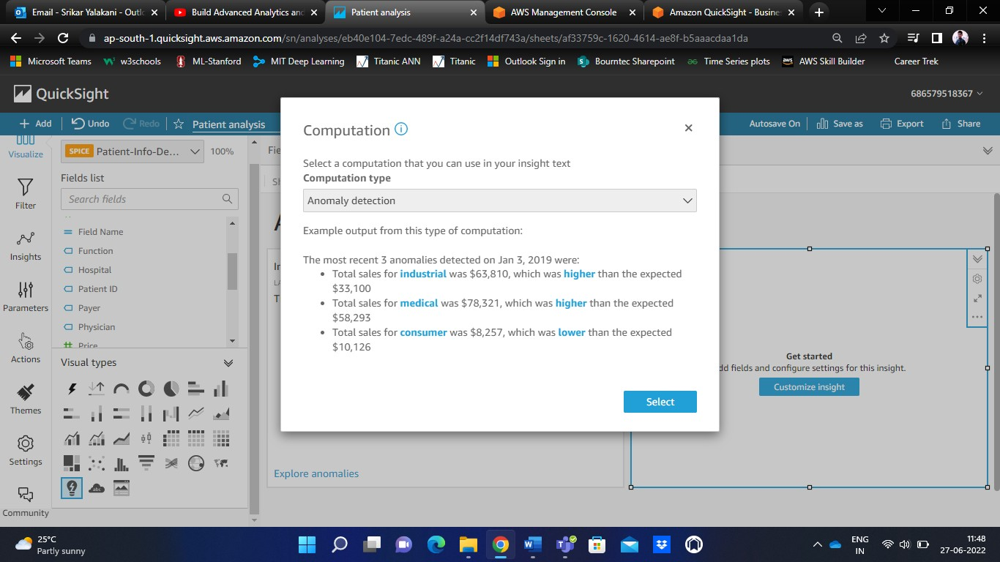 Email - Srikar Yalakani - Outlo
Build Advanced Analytics and
Patient analysis
AWS Management Console
Amazon QuickSight - Busine
ap-south-1.quicksight.aws.amazon.com/sn/analyses/eb40e104-7edc-489f-a24a-cc2f14df743a/sheets/af33759c-1620-4614-ae8f-b5aaacdaa1da
Microsoft Teams
w3schools
ML-Stanford
MIT Deep Learning
Titanic ANN
Titanic
Outlook Sign in
Bourntec Sharepoint
Time Series plots
AWS Skill Builder
Career Trek
QuickSight
686579518367
+ Add
Undo
Redo
Patient analysis
Autosave On
Save as
Export
Share
Visualize
Filter
Insights
Parameters
Actions
Themes
Settings
Community
SPICE Patient-Info-De...
100%
Fie
Fields list
Search fields
Field Name
Function
Hospital
Patient ID
Payer
Physician
Price
Visual types
abc
Computation
Select a computation that you can use in your insight text
Computation type
Anomaly detection
Example output from this type of computation:
The most recent 3 anomalies detected on Jan 3, 2019 were:
• Total sales for industrial was $63,810, which was higher than the expected
$33,100
• Total sales for medical was $78,321, which was higher than the expected
$58,293
• Total sales for consumer was $8,257, which was lower than the expected
$10,126
Select
Get started
dd fields and configure settings for this insight.
Customize insight
Explore anomalies
25°C
Partly sunny
ENG
IN
11:48
27-06-2022